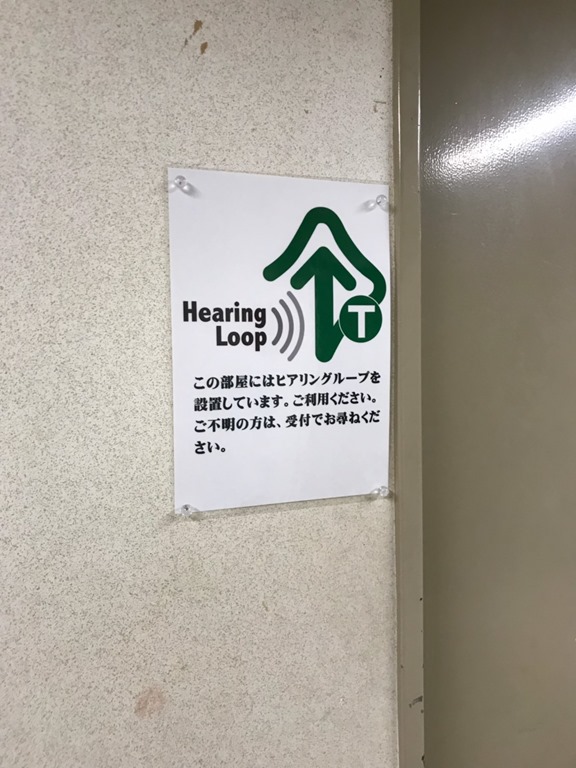 Hearing
Loop
T
この部屋にはヒアリングループを
設置しています。ご利用ください。
ご不明の方は、受付でお尋ねくだ
さい。